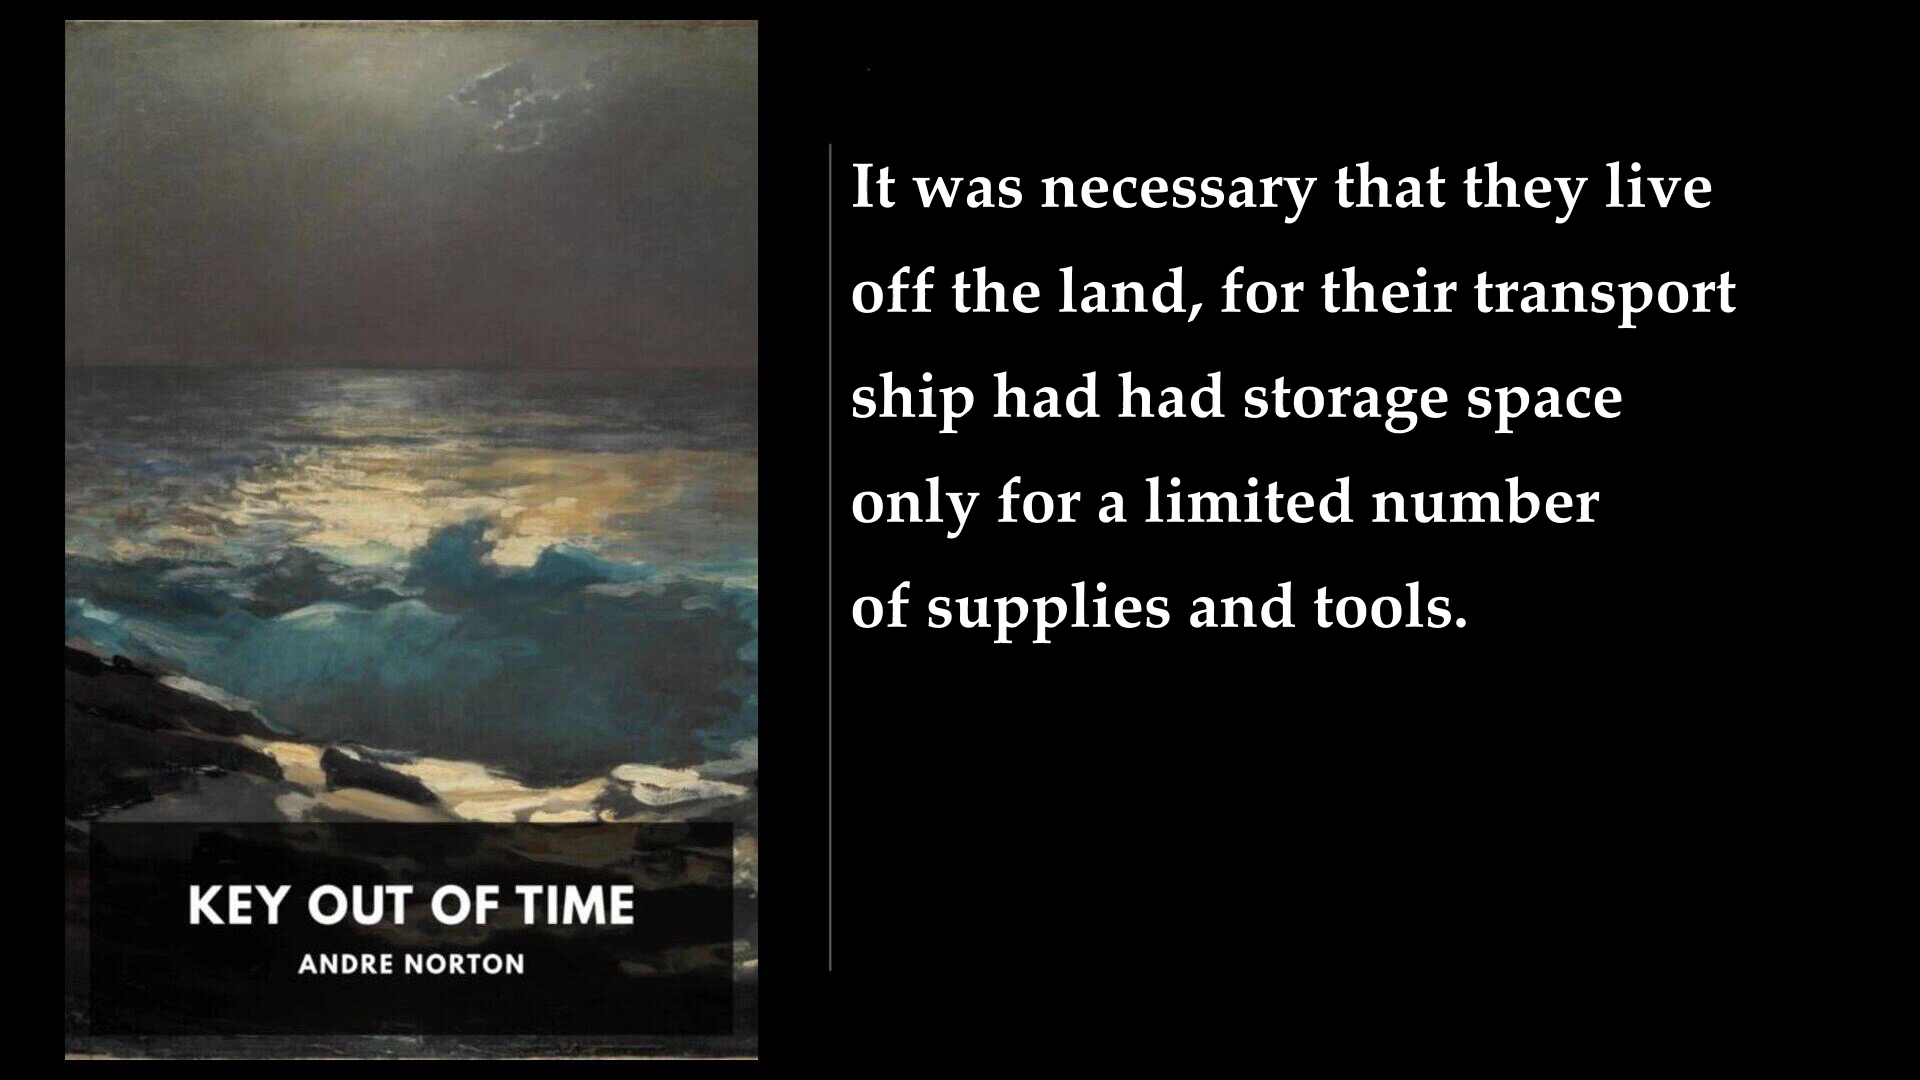 It was necessary that they live
off the land, for their transport
ship had had storage space
only for a limited number
of supplies and tools.
KEY OUT OF TIME
ANDRE NORTON